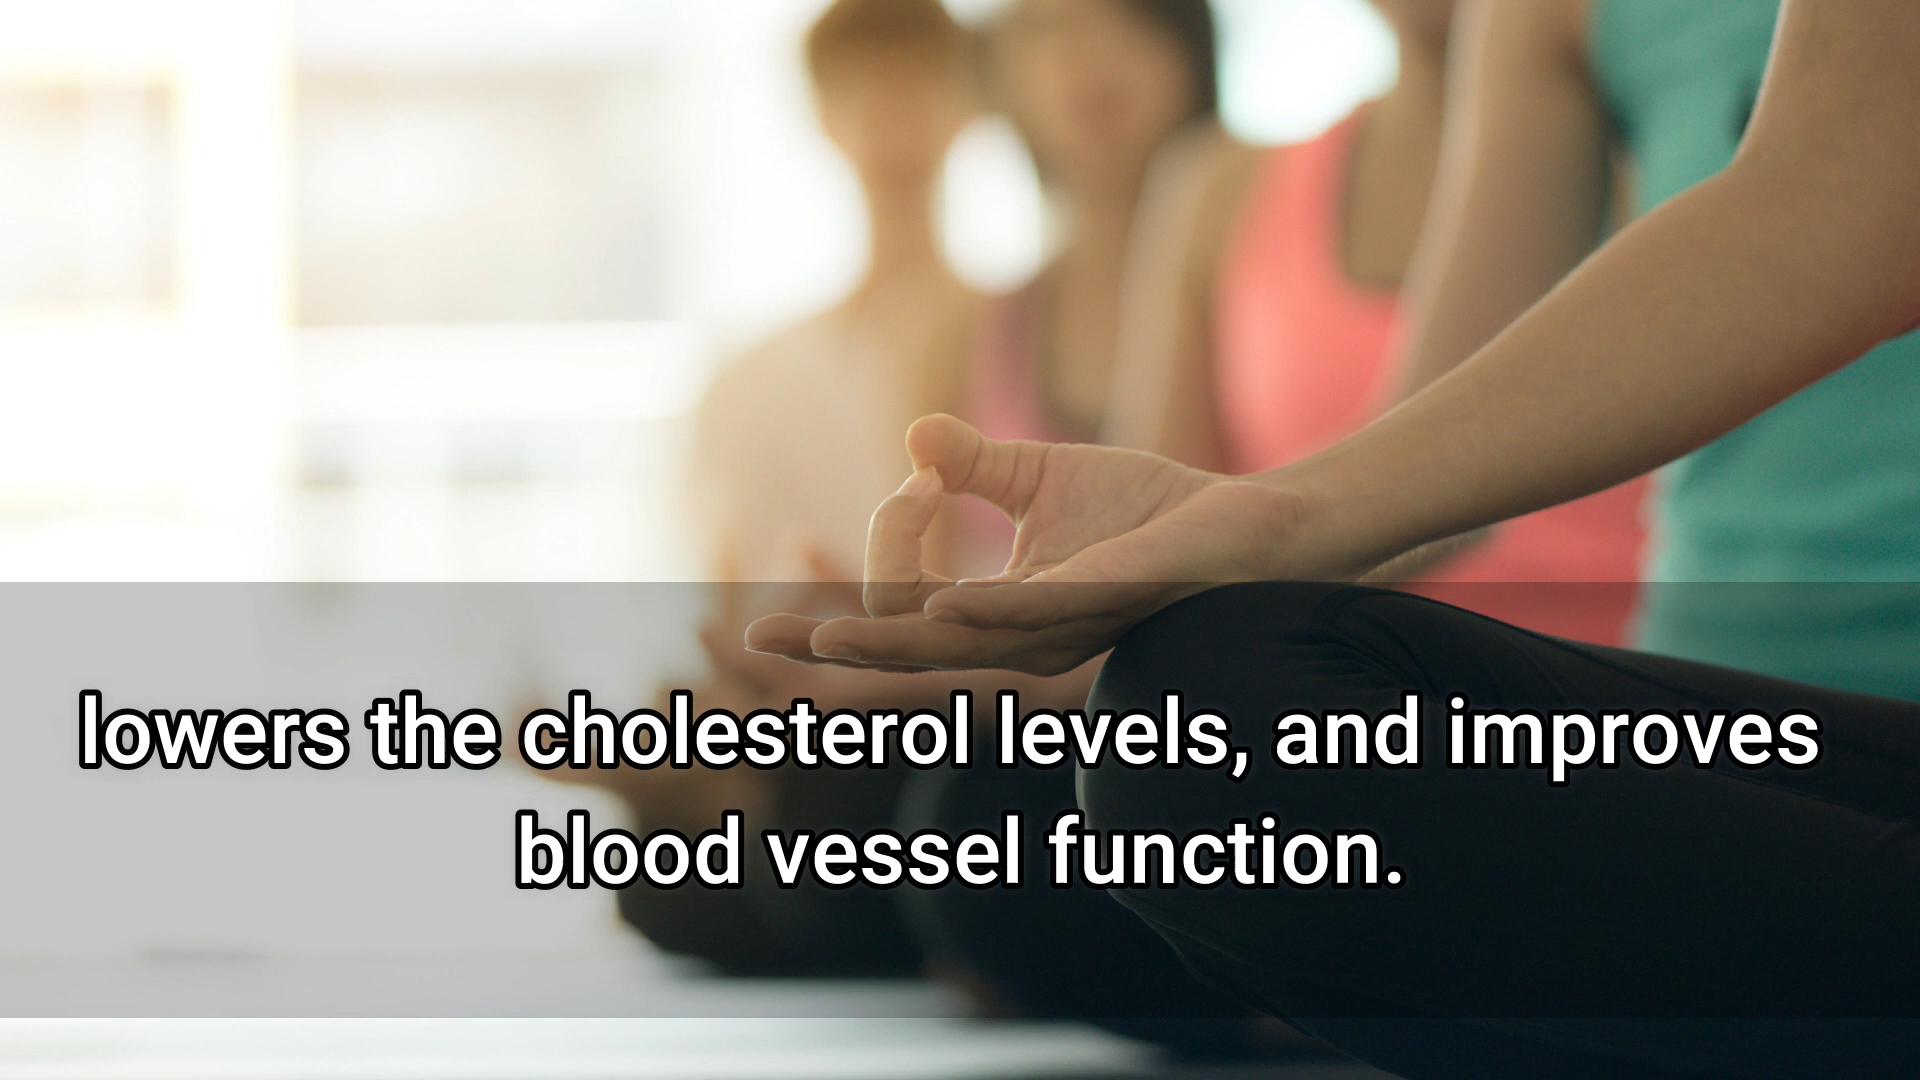 lowers the cholesterol levels, and improves
blood vessel function.